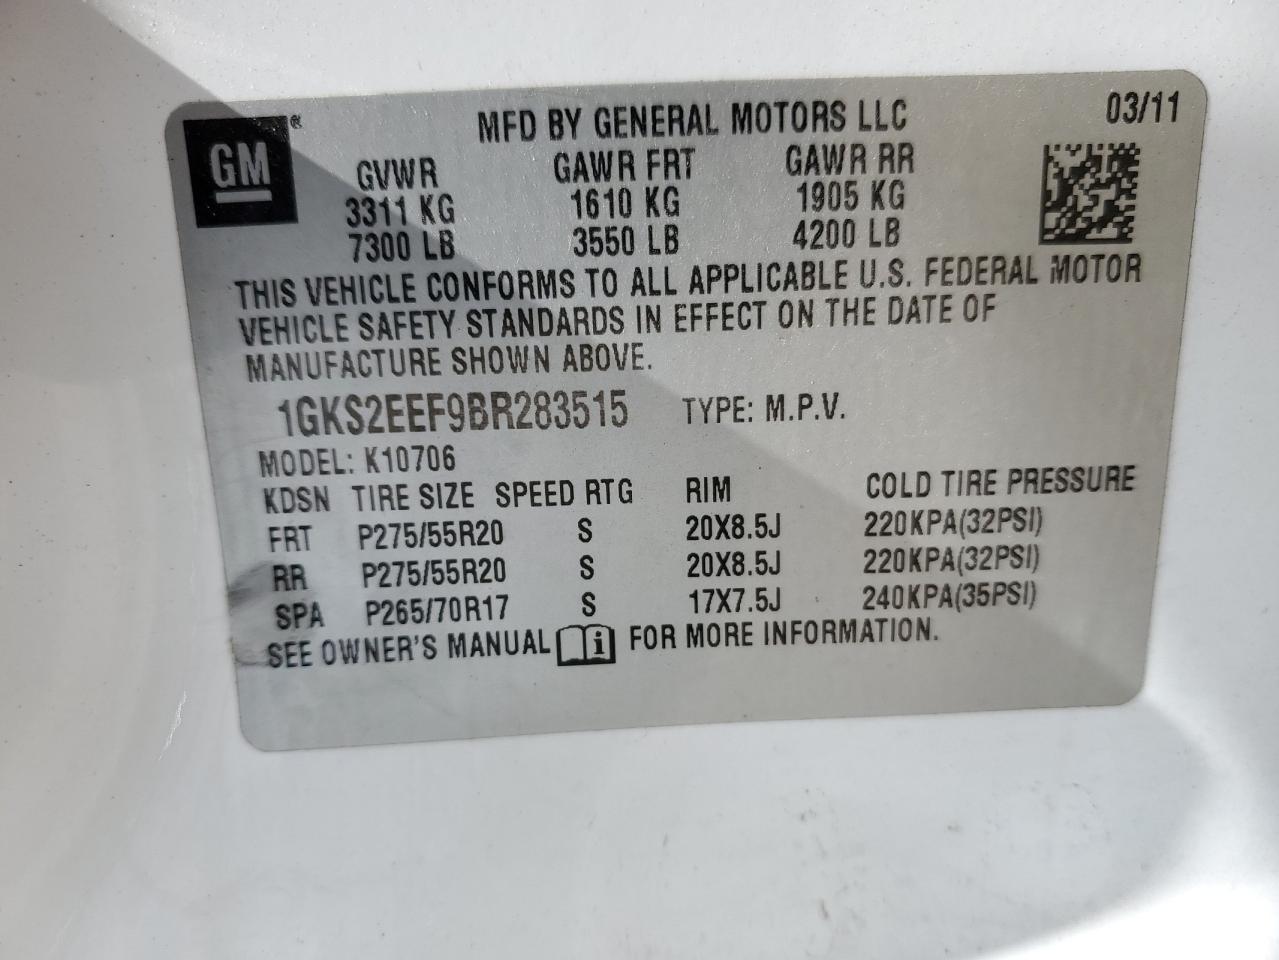 GM®
MFD BY GENERAL MOTORS LLC 03/11
GVWR GAWR FRT GAWR RR
3311 KG 1610 KG 1905 KG
7300 LB 3550 LB 4200 LB
THIS VEHICLE CONFORMS TO ALL APPLICABLE U.S. FEDERAL MOTOR
VEHICLE SAFETY STANDARDS IN EFFECT ON THE DATE OF
MANUFACTURE SHOWN ABOVE.
1GKS2EEF9BR283515 TYPE: M.P.V.
MODEL: K10706
KDSN TIRE SIZE SPEED RTG RIM COLD TIRE PRESSURE
FRT P275/55R20 S 20X8.5J 220KPA(32PSI)
RR P275/55R20 S 20X8.5J 220KPA(32PSI)
SPA P265/70R17 S 17X7.5J 240KPA(35PSI)
SEE OWNER'S MANUAL i FOR MORE INFORMATION.